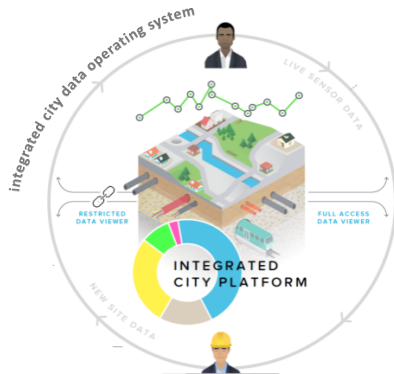 integrated city data operating system
LIVE SENSOR DATA
RESTRICTED
DATA VIEWER
FULL ACCESS
DATA VIEWER
INTEGRATED
CITY PLATFORM
NEW SITE DATA